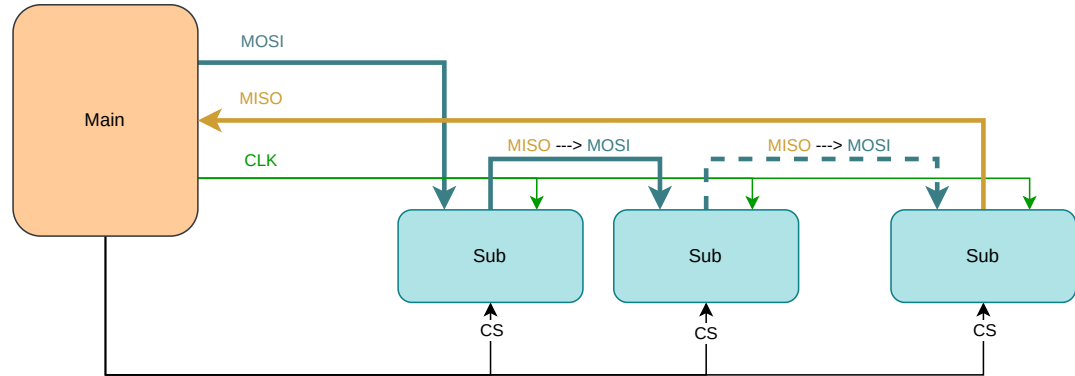 MOSI
MISO
Main
MISO ---> MOSI
MISO ---> MOSI
CLK
Sub
Sub
Sub
CS
CS
CS